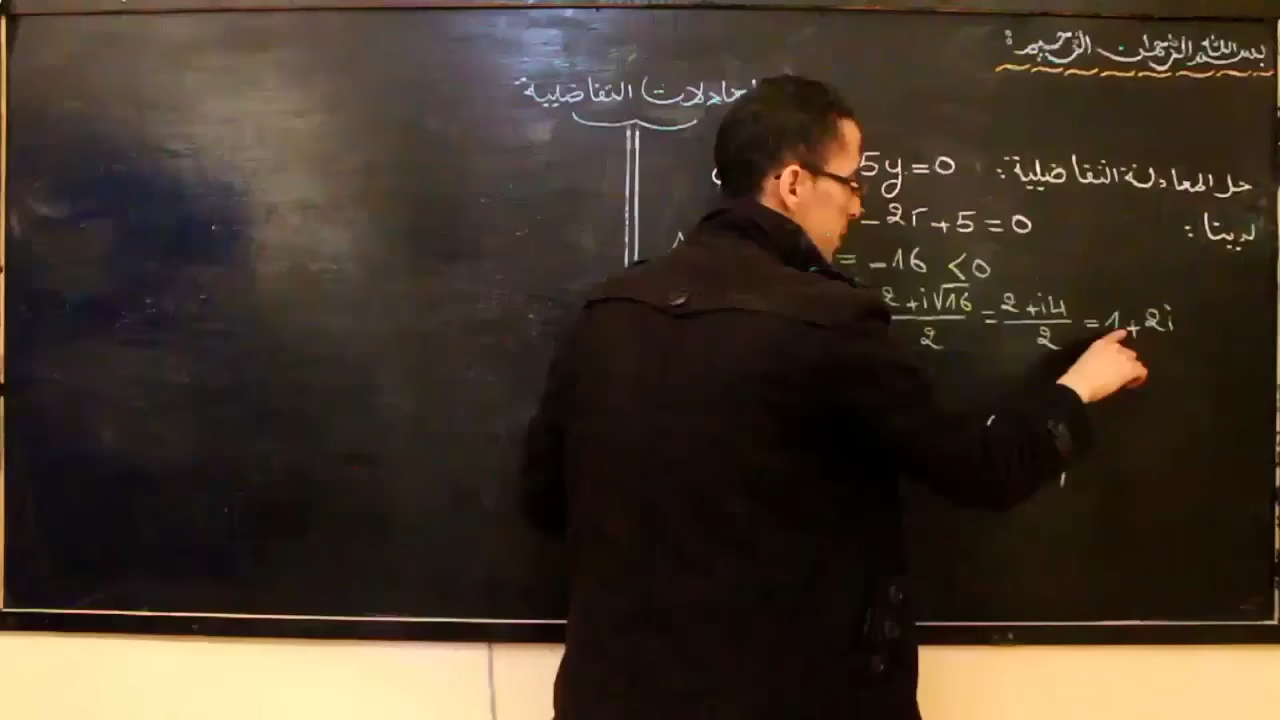 بسم الله الرحمان الرحيم:
المعادلات التفاضلية
حل المعادلة التفاضلية: 5y=0
لدينا: -2r+5=0
= -16 <0
2+i√16/2 = 2+i4/2 = 1+2i